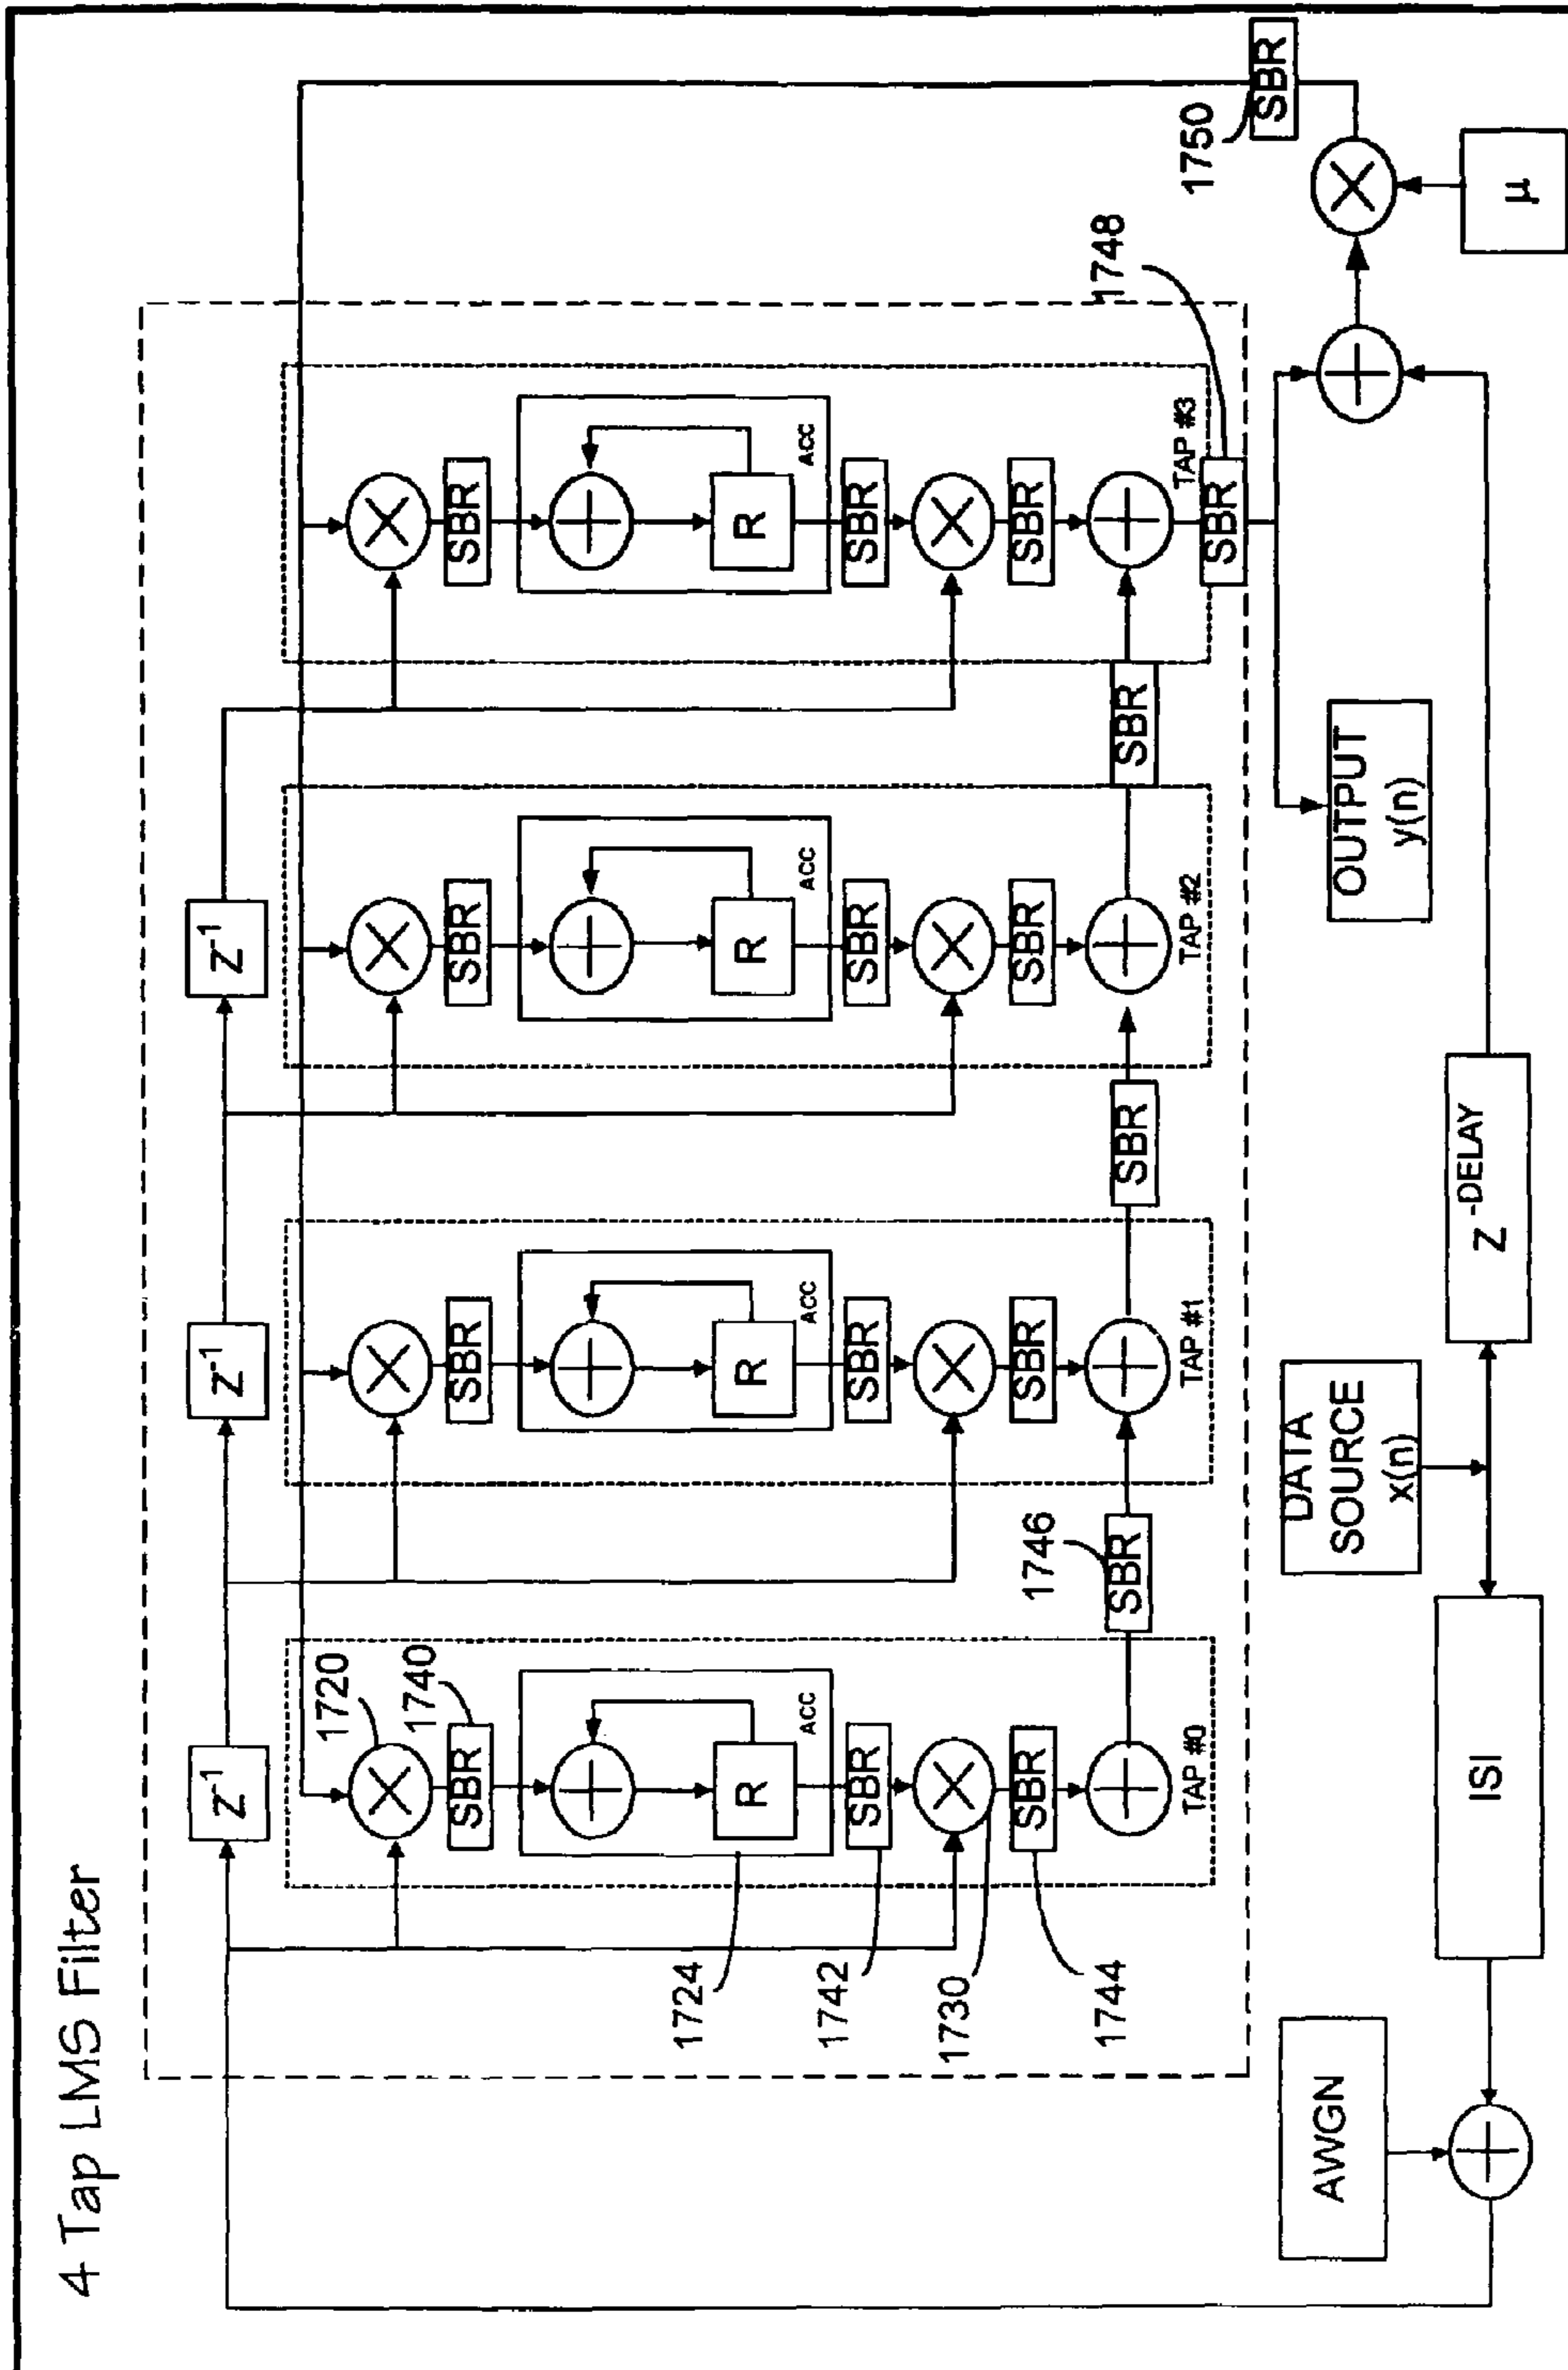 4 Tap LMS Filter
Z⁻¹
Z⁻¹
Z⁻¹
1720
1740
SBR
SBR
SBR
SBR
1724
R
R
R
R
ACC
ACC
ACC
ACC
1742
SBR
SBR
SBR
SBR
1730
1744
SBR
SBR
SBR
SBR
1746
SBR
SBR
SBR
TAP #0
TAP #1
TAP #2
TAP #3
SBR
1748
1750
SBR
AWGN
DATA
SOURCE
x(n)
OUTPUT
y(n)
ISI
Z -DELAY
μ